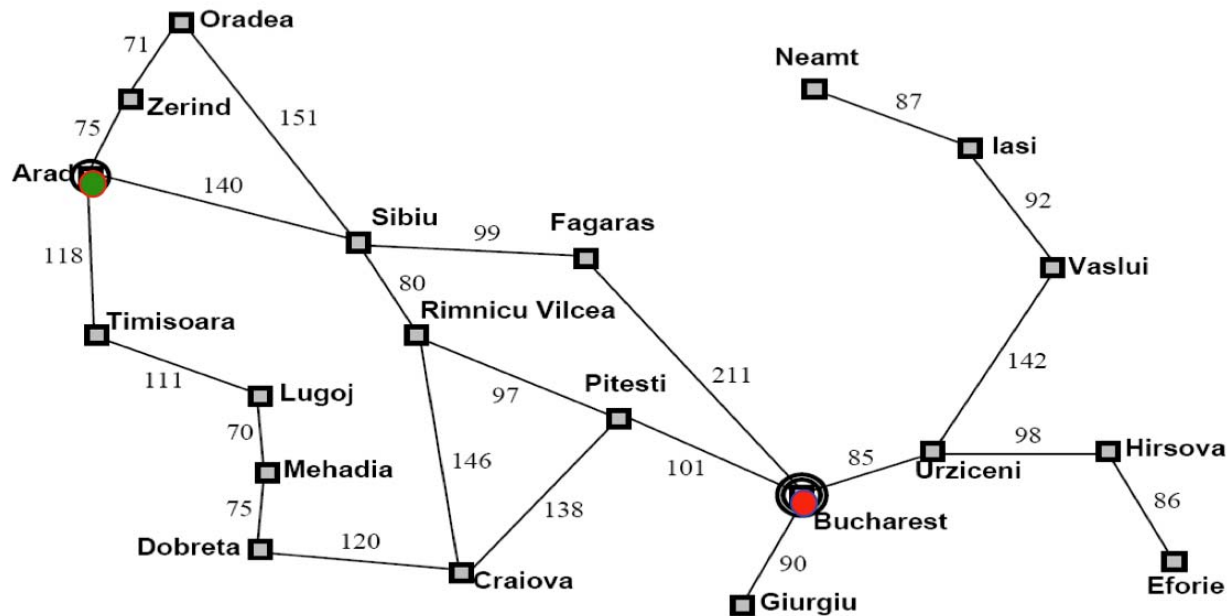 Oradea
71
Neamt
Zerind
87
75
151
Iasi
Arad
140
Sibiu
Fagaras
92
99
118
80
Vaslui
Timisoara
Rimnicu Vilcea
111
Lugoj
97
Pitesti
211
142
70
98
Hirsova
Mehadia
146
101
85
Urziceni
75
138
86
Dobreta
120
Bucharest
90
Craiova
Eforie
Giurgiu